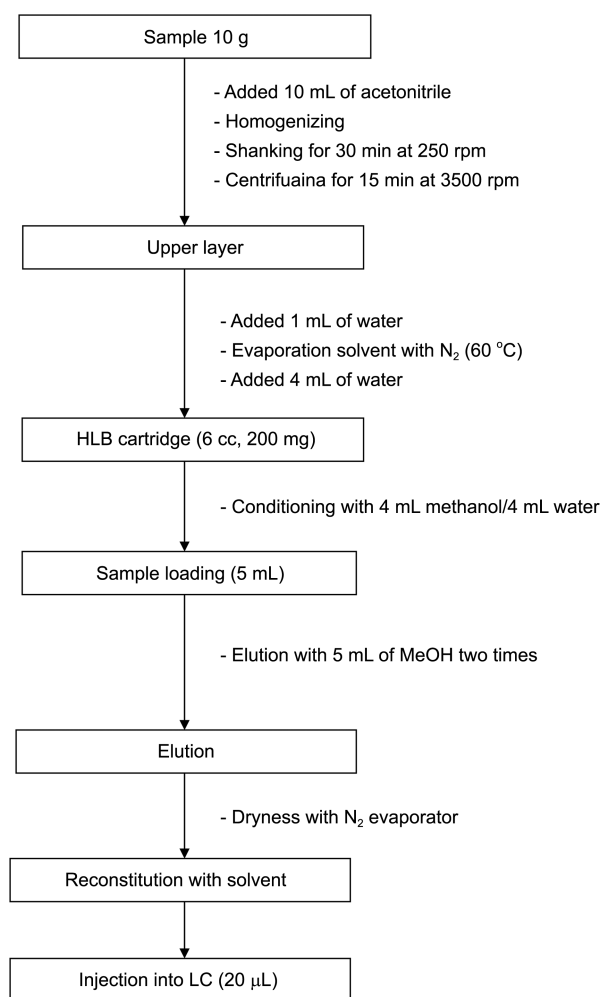 Sample 10 g
- Added 10 mL of acetonitrile
- Homogenizing
- Shanking for 30 min at 250 rpm
- Centrifuaina for 15 min at 3500 rpm
Upper layer
- Added 1 mL of water
- Evaporation solvent with N₂ (60 °C)
- Added 4 mL of water
HLB cartridge (6 cc, 200 mg)
- Conditioning with 4 mL methanol/4 mL water
Sample loading (5 mL)
- Elution with 5 mL of MeOH two times
Elution
- Dryness with N₂ evaporator
Reconstitution with solvent
Injection into LC (20 μL)